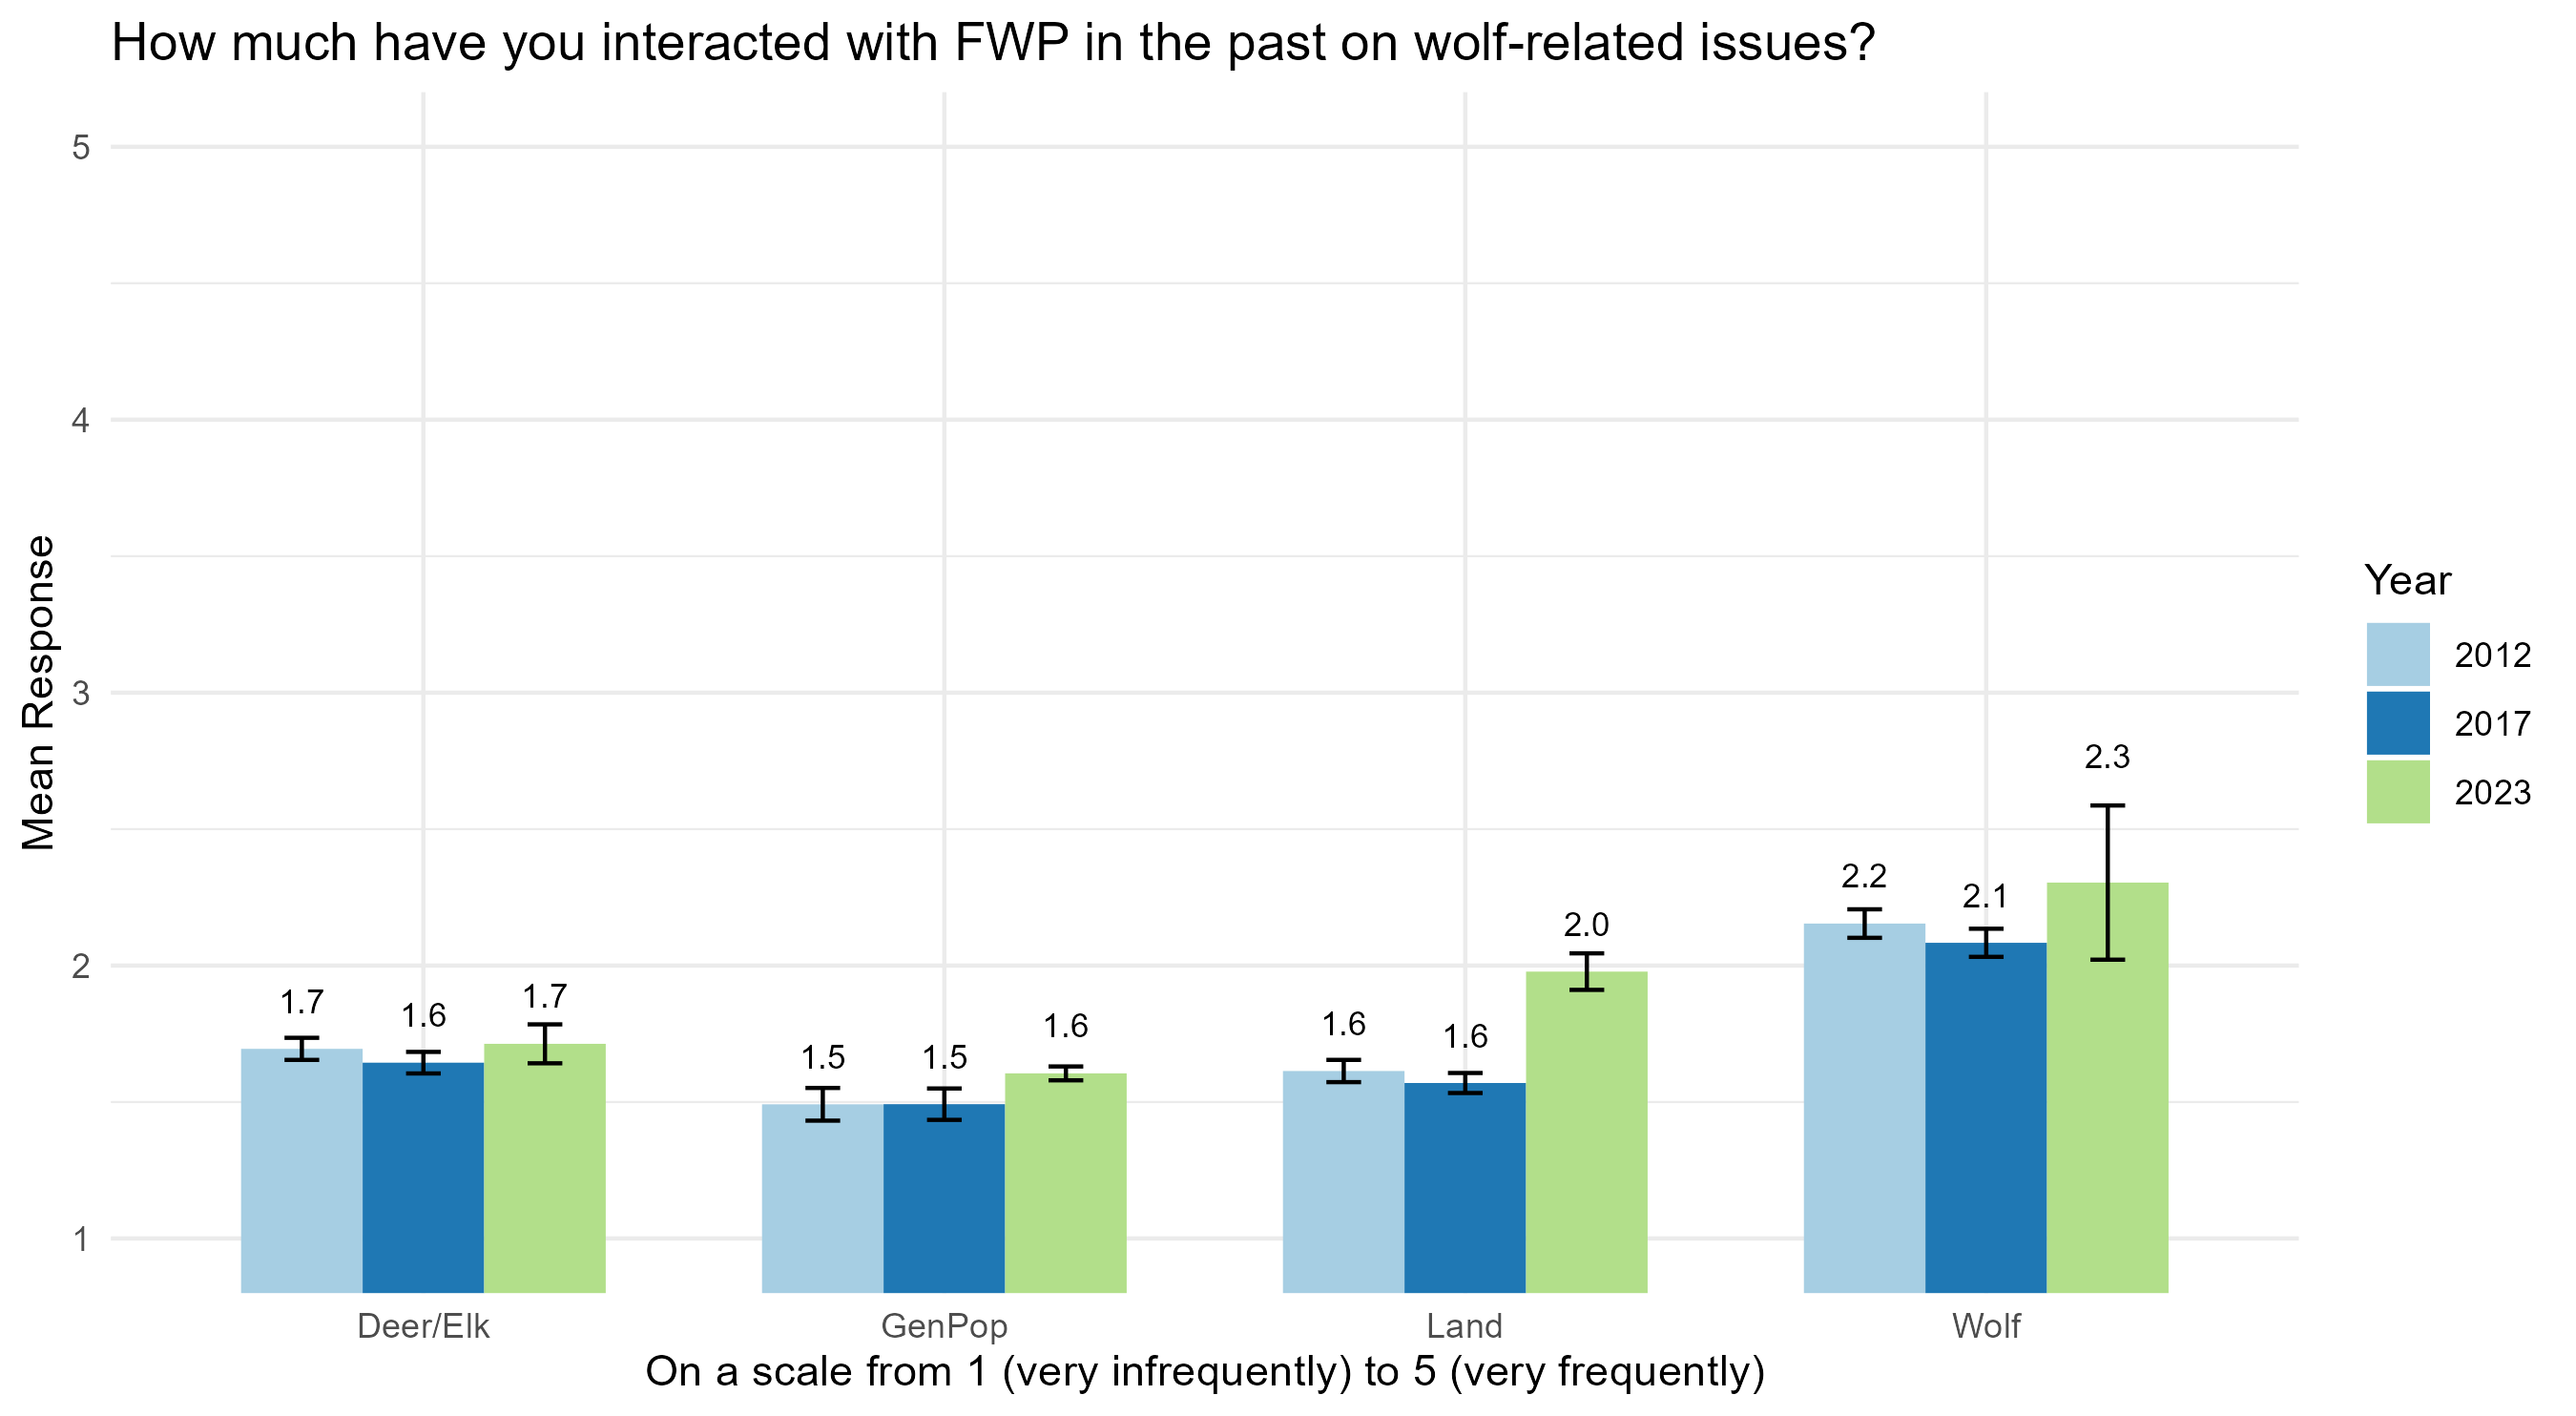 How much have you interacted with FWP in the past on wolf-related issues?
5
4
3
2
1
Mean Response
1.7
1.6
1.7
1.5
1.5
1.6
1.6
1.6
2.0
2.2
2.1
2.3
Deer/Elk
GenPop
Land
Wolf
On a scale from 1 (very infrequently) to 5 (very frequently)
Year
2012
2017
2023